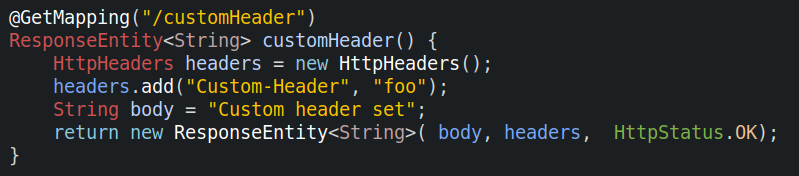 @GetMapping("/customHeader")
ResponseEntity<String> customHeader() {
    HttpHeaders headers = new HttpHeaders();
    headers.add("Custom-Header", "foo");
    String body = "Custom header set";
    return new ResponseEntity<String>( body, headers,  HttpStatus.OK);
}